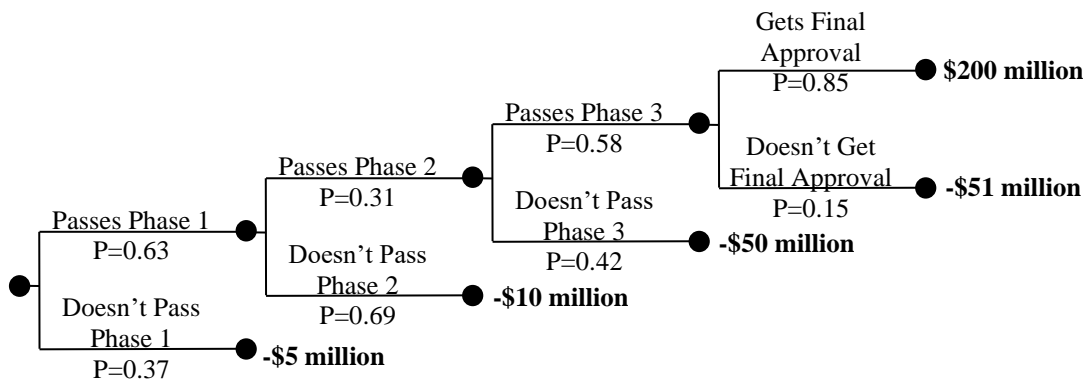 Gets Final
Approval
P=0.85
$200 million
Passes Phase 3
P=0.58
Doesn’t Get
Final Approval
P=0.15
-$51 million
Passes Phase 2
P=0.31
Doesn’t Pass
Phase 3
P=0.42
-$50 million
Passes Phase 1
P=0.63
Doesn’t Pass
Phase 2
P=0.69
-$10 million
Doesn’t Pass
Phase 1
P=0.37
-$5 million